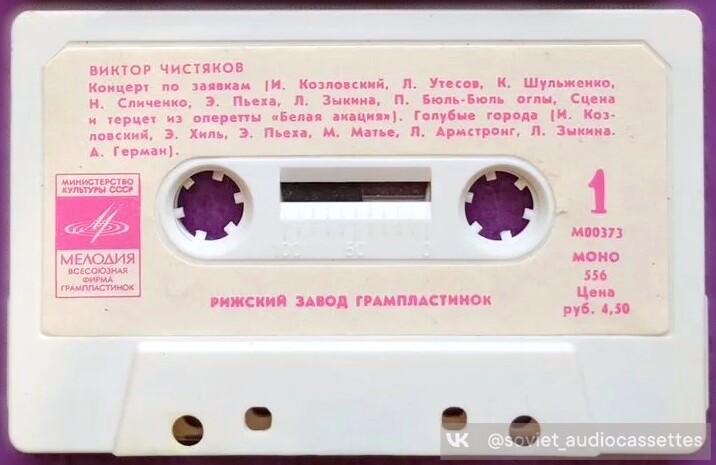 ВИКТОР ЧИСТЯКОВ
Концерт по заявкам (И. Козловский, Л. Утесов, К. Шульженко,
Н. Сличенко, Э. Пьеха, Л. Зыкина, П. Бюль-Бюль оглы, Сцена
и терцет из оперетты «Белая акация»). Голубые города (И. Коз-
ловский, Э. Хиль, Э. Пьеха, М. Матье, Л. Армстронг, Л. Зыкина.
А. Герман).
МИНИСТЕРСТВО
КУЛЬТУРЫ СССР
МЕЛОДИЯ
ВСЕСОЮЗНАЯ
ФИРМА
ГРАМПЛАСТИНОК
1
М00373
МОНО
556
Цена
руб. 4,50
100 50 0
РИЖСКИЙ ЗАВОД ГРАМПЛАСТИНОК
@soviet_audiocassettes